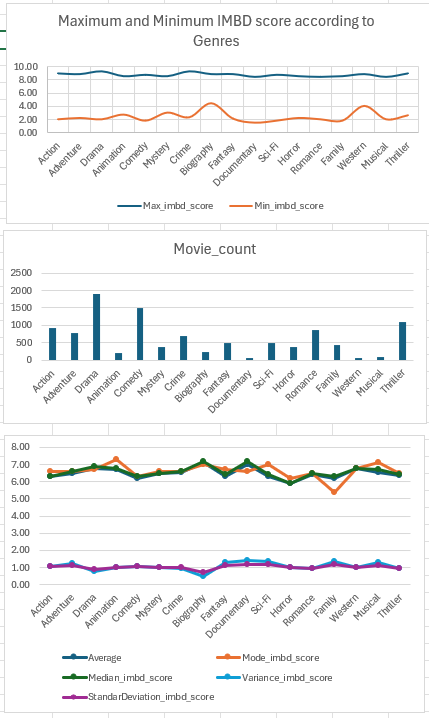 Maximum and Minimum IMBD score according to
Genres
10.00
8.00
6.00
4.00
2.00
0.00
Action
Adventure
Drama
Animation
Comedy
Mystery
Crime
Biography
Fantasy
Documentary
Sci-Fi
Horror
Romance
Family
Western
Musical
Thriller
Max_imbd_score
Min_imbd_score
Movie_count
2500
2000
1500
1000
500
0
Action
Adventure
Drama
Animation
Comedy
Mystery
Crime
Biography
Fantasy
Documentary
Sci-Fi
Horror
Romance
Family
Western
Musical
Thriller
8.00
7.00
6.00
5.00
4.00
3.00
2.00
1.00
0.00
Action
Adventure
Drama
Animation
Comedy
Mystery
Crime
Biography
Fantasy
Documentary
Sci-Fi
Horror
Romance
Family
Western
Musical
Thriller
Average
Mode_imbd_score
Median_imbd_score
Variance_imbd_score
StandarDeviation_imbd_score